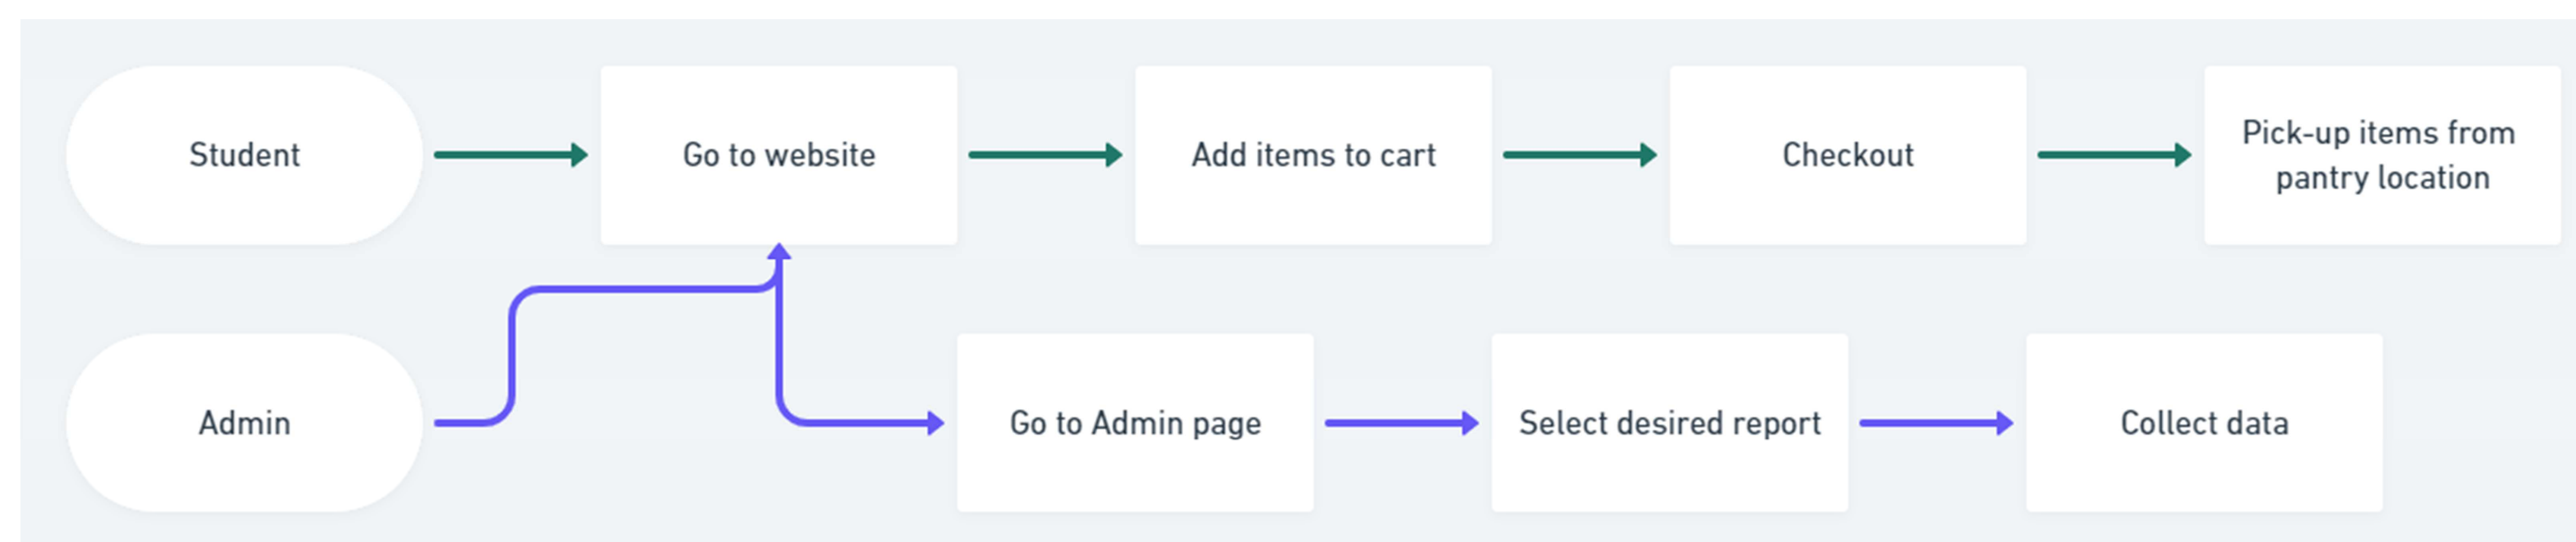 Student
Go to website
Add items to cart
Checkout
Pick-up items from
pantry location
Admin
Go to Admin page
Select desired report
Collect data